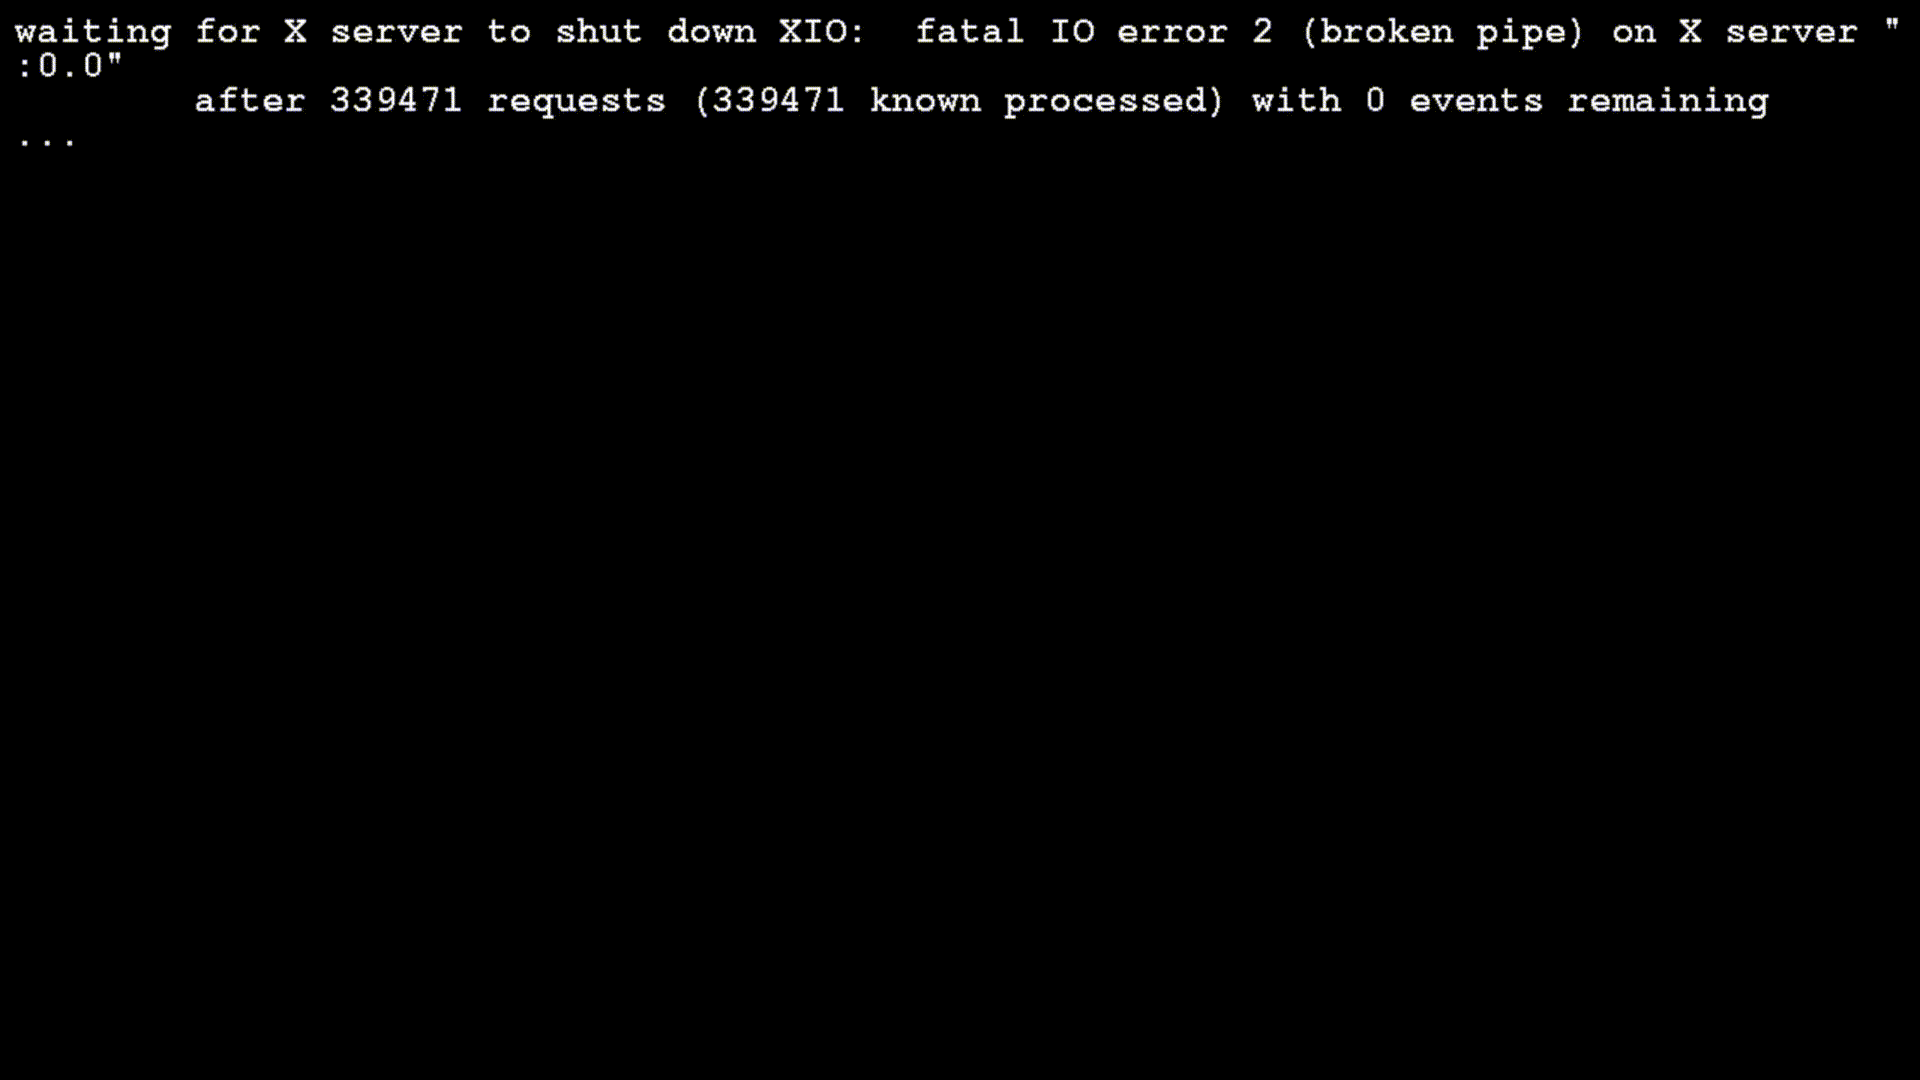 waiting for X server to shut down XIO:  fatal IO error 2 (broken pipe) on X server "
:0.0"
        after 339471 requests (339471 known processed) with 0 events remaining
...